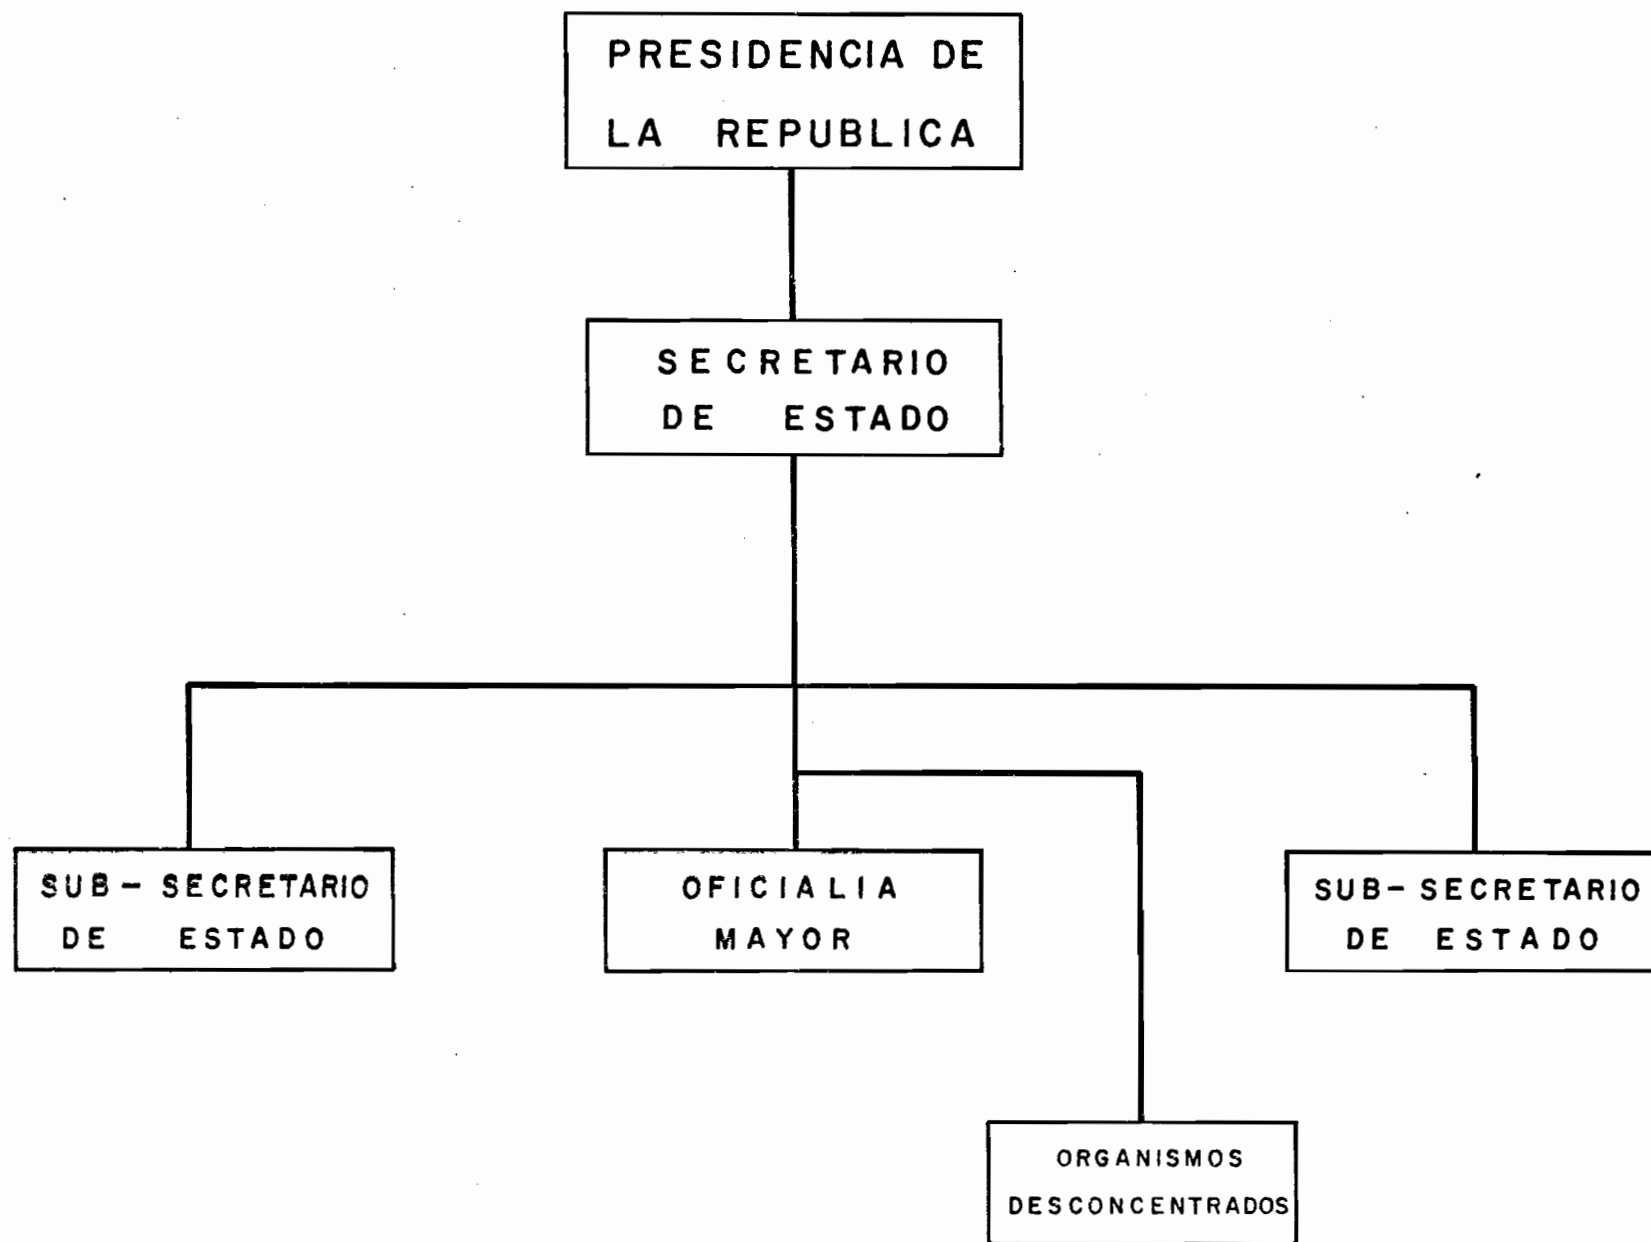 PRESIDENCIA DE
LA REPUBLICA
SECRETARIO
DE ESTADO
SUB-SECRETARIO
DE ESTADO
OFICIALIA
MAYOR
SUB-SECRETARIO
DE ESTADO
ORGANISMOS
DESCONCENTRADOS